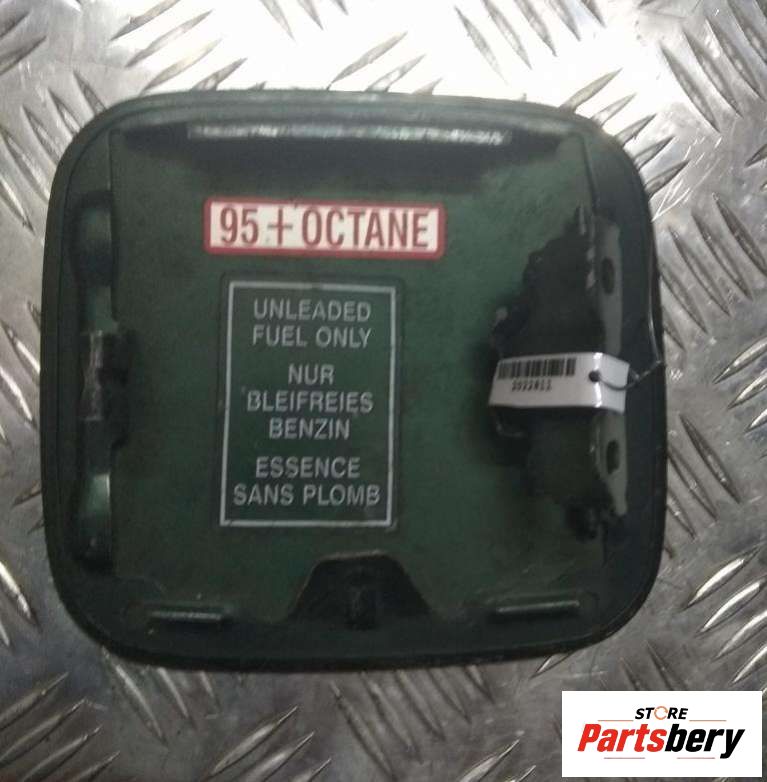 95+OCTANE
UNLEADED
FUEL ONLY
NUR
BLEIFREIES
BENZIN
ESSENCE
SANS PLOMB
STORE
Partsbery